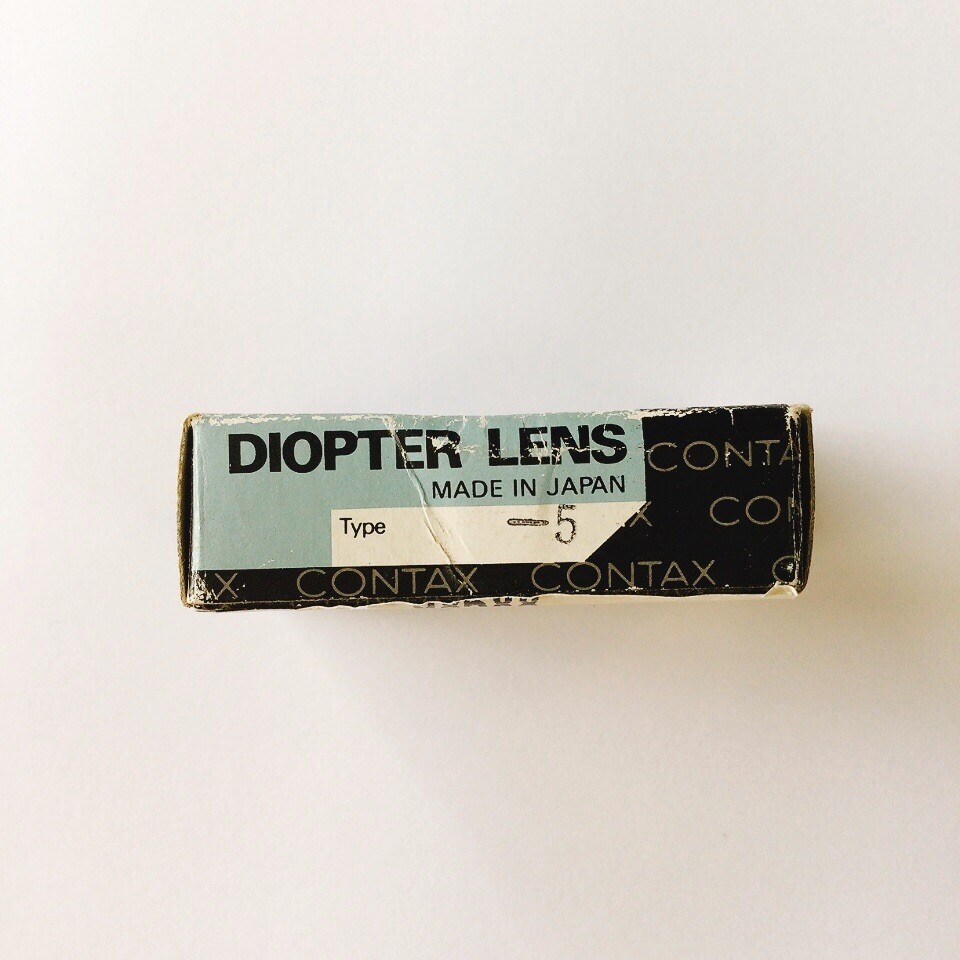 DIOPTER LENS
CONTA
MADE IN JAPAN
Type
-5
X
CO
X CONTAX CONTAX C